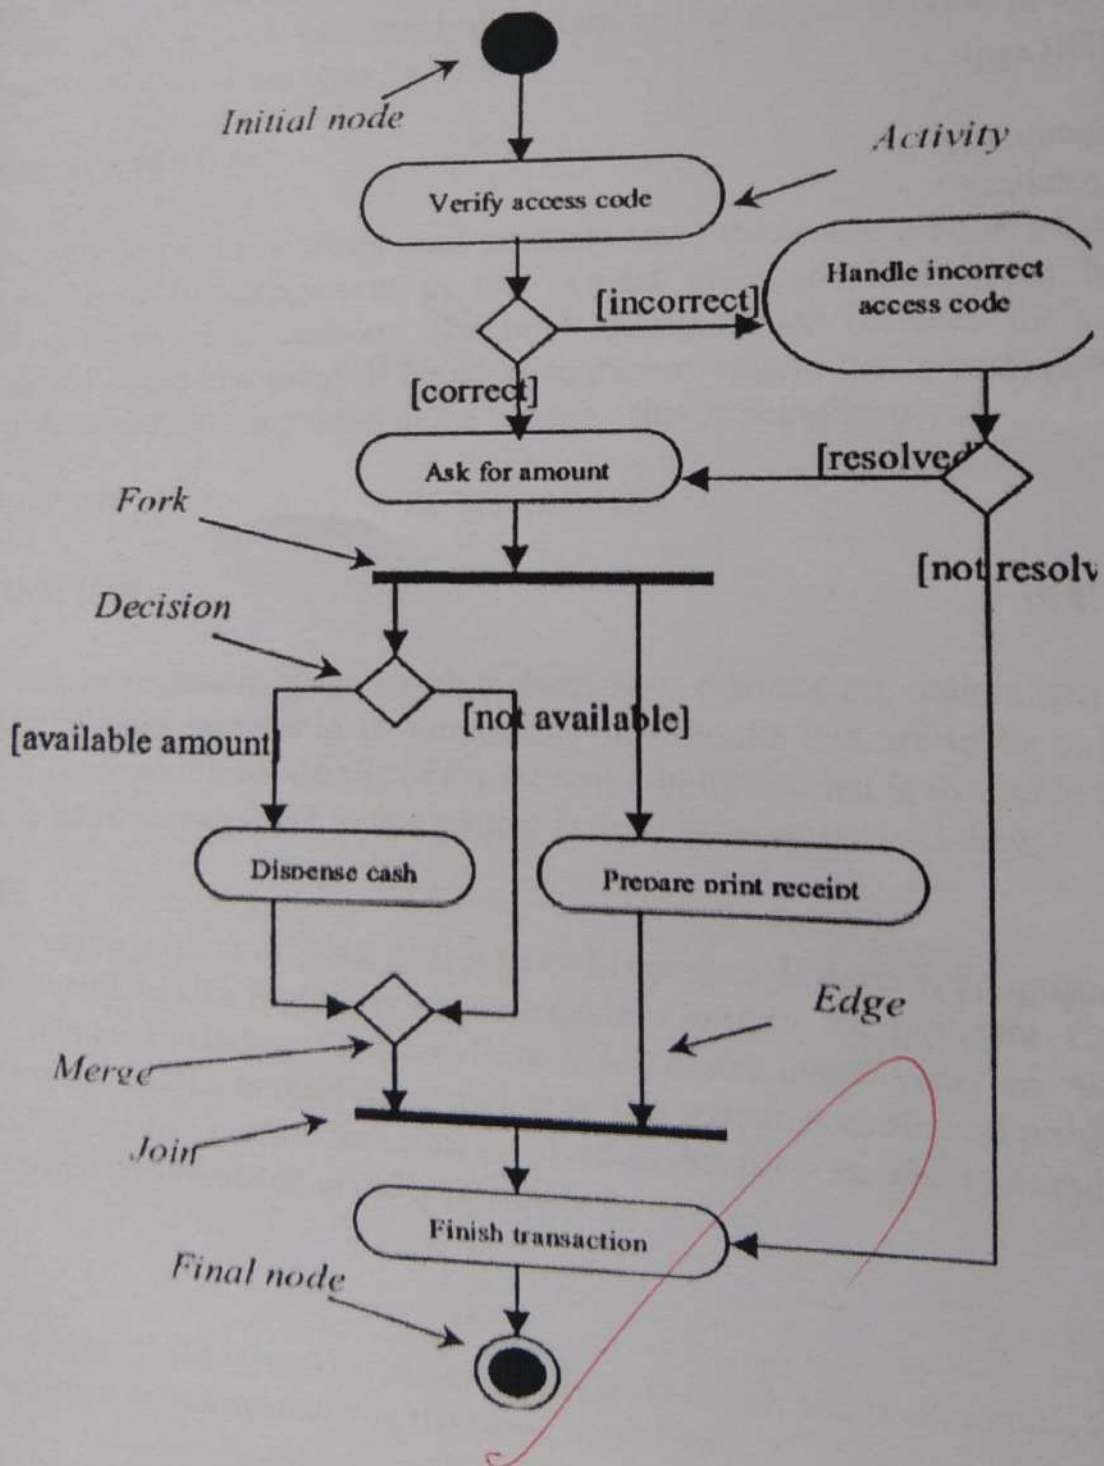 Initial node
Activity
Verify access code
Handle incorrect
access code
[incorrect]
[correct]
Ask for amount
[resolved]
Fork
[not resolv
Decision
[not available]
[available amount]
Dispense cash
Prepare print receipt
Edge
Merge
Join
Finish transaction
Final node